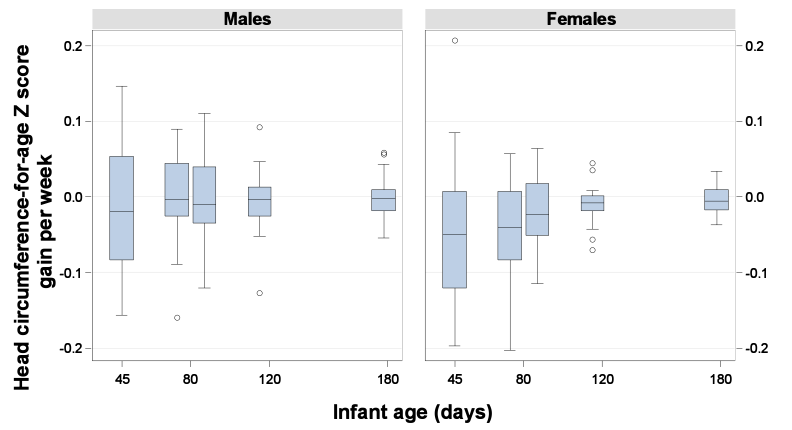 Males Females
Head circumference-for-age Z score
gain per week
0.2 0.2
0.1 0.1
0.0 0.0
-0.1 -0.1
-0.2 -0.2
45 80 120 180 45 80 120 180
Infant age (days)